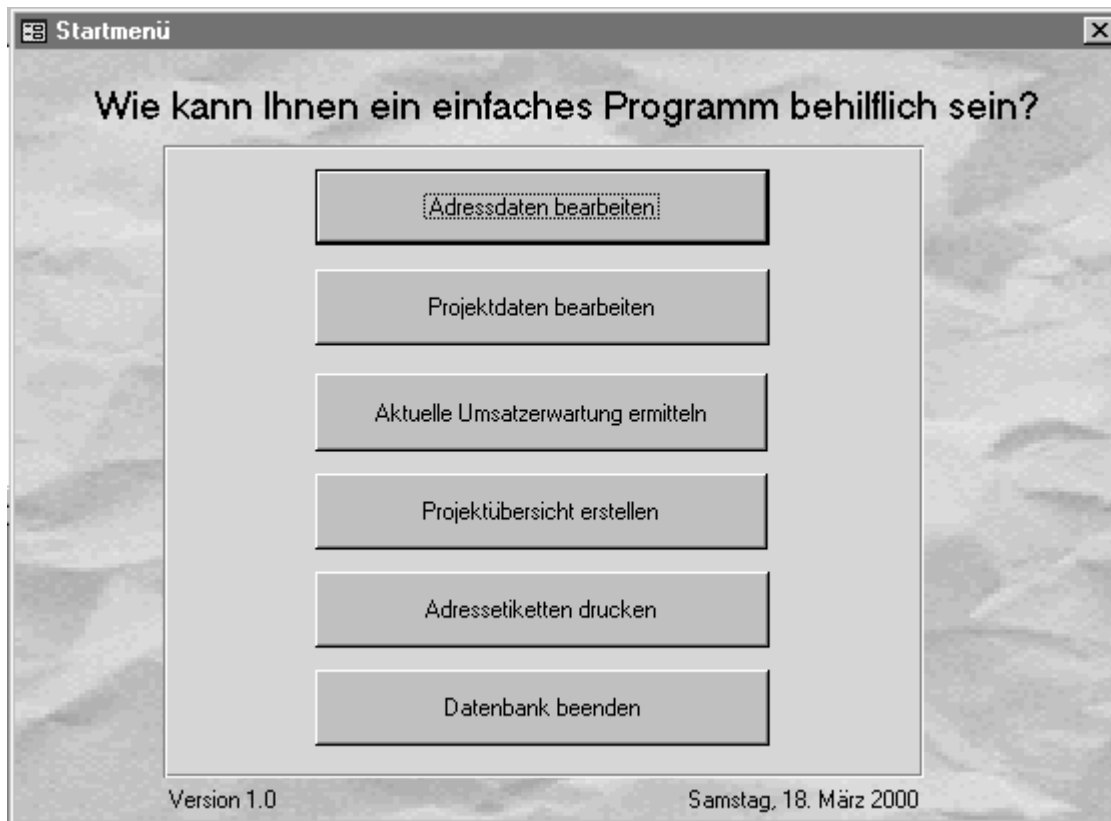 Startmenü
Wie kann Ihnen ein einfaches Programm behilflich sein?
Adressdaten bearbeiten
Projektdaten bearbeiten
Aktuelle Umsatzerwartung ermitteln
Projektübersicht erstellen
Adressetiketten drucken
Datenbank beenden
Version 1.0 Samstag, 18. März 2000